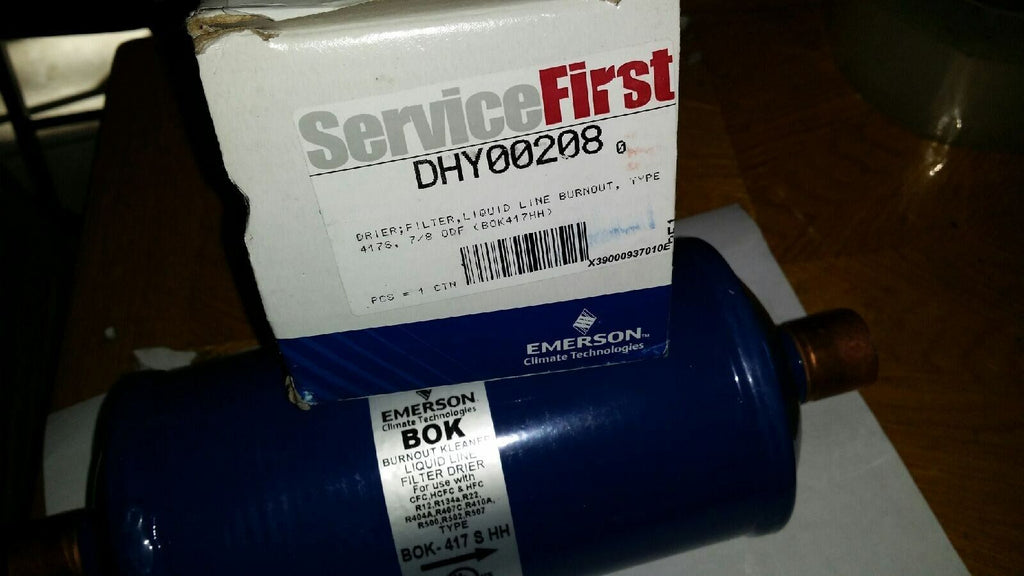 ServiceFirst
DHY00208 0
DRIER;FILTER,LIQUID LINE BURNOUT, TYPE
417S, 7/8 ODF (BOK417HH)
X39000937010E
PCS = 1 CTN
EMERSON™
Climate Technologies
EMERSON
Climate Technologies
BOK
BURNOUT KLEANER
LIQUID LINE
FILTER DRIER
For use with
CFC,HCFC & HFC
R12,R134a,R22,
R404A,R407C,R410A,
R500,R502,R507
TYPE
BOK- 417 S HH